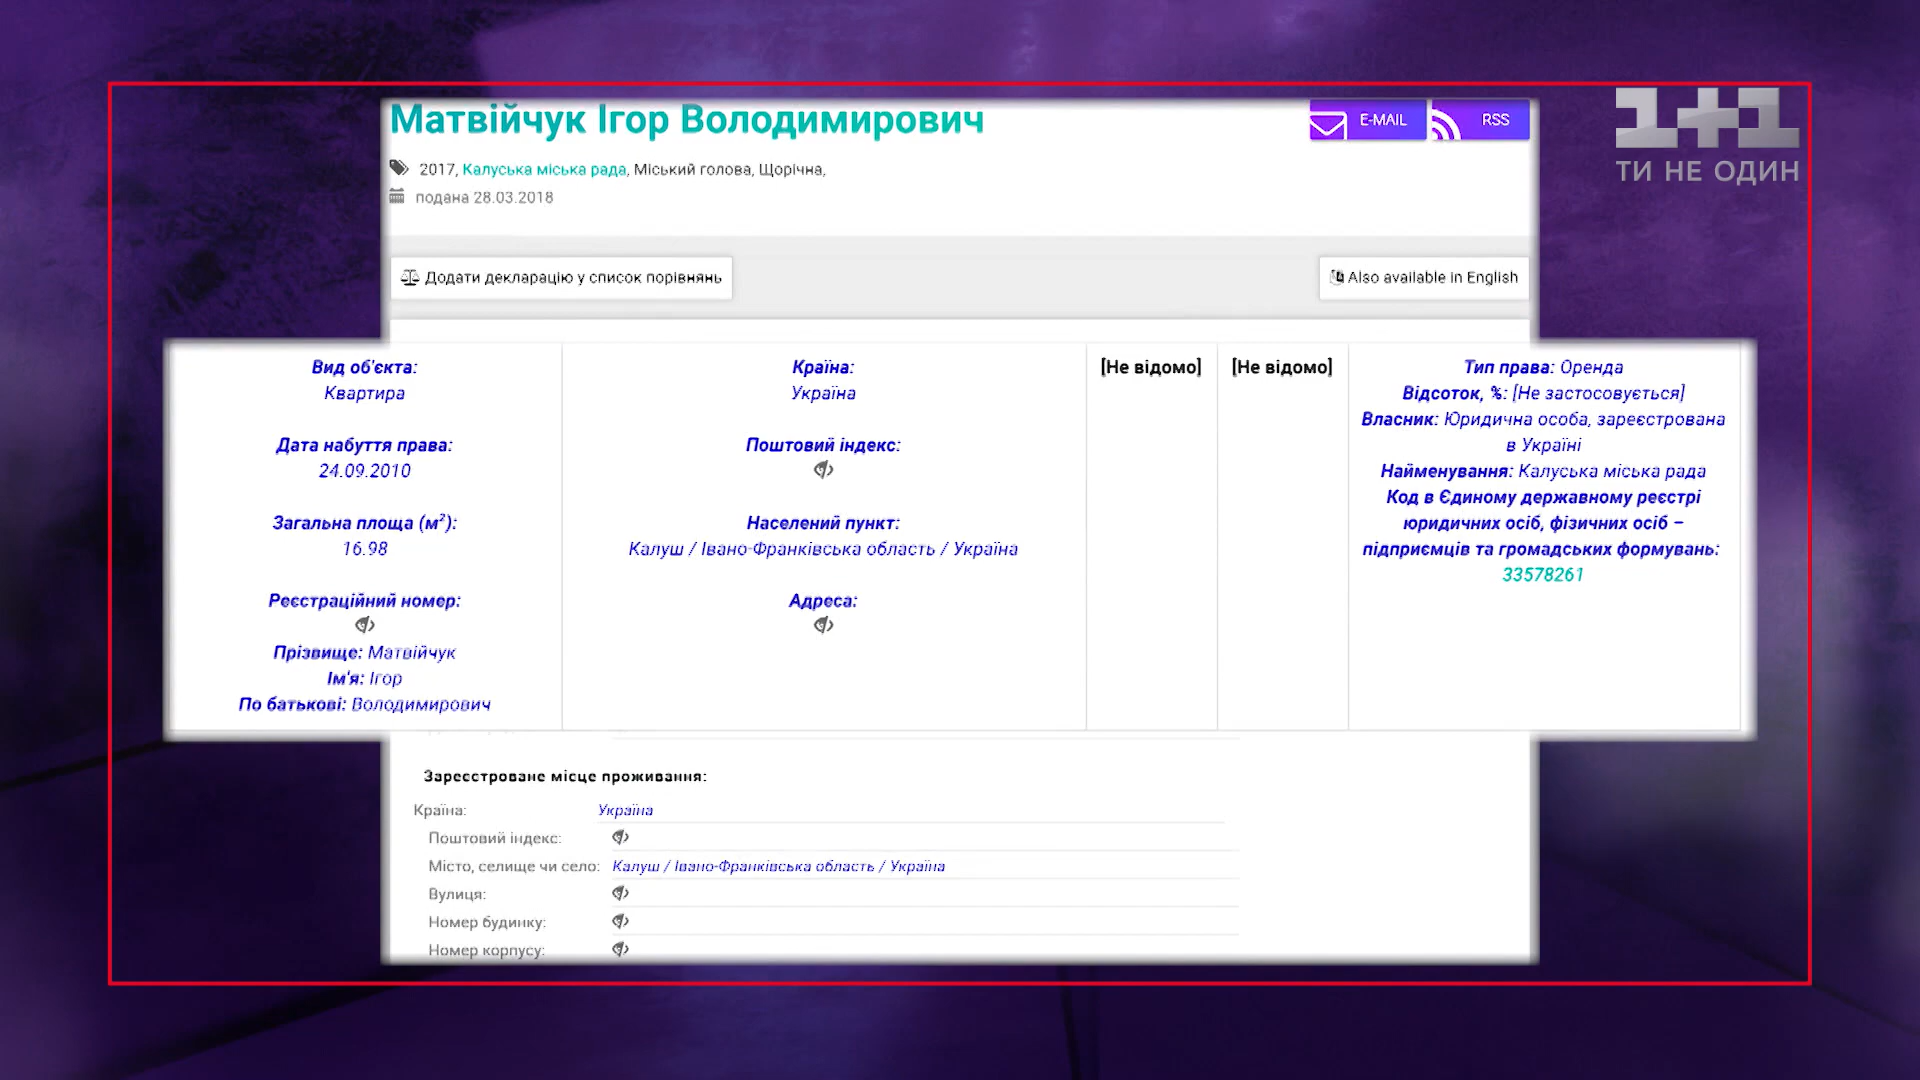 Матвійчук Ігор Володимирович
E-MAIL
RSS
1+1
ТИ НЕ ОДИН
2017, Калуська міська рада, Міський голова, Щорічна,
подана 28.03.2018
Додати декларацію у список порівнянь
Also available in English
Вид об'єкта:
Квартира
Дата набуття права:
24.09.2010
Загальна площа (м²):
16.98
Реєстраційний номер:
Прізвище: Матвійчук
Ім'я: Ігор
По батькові: Володимирович
Країна:
Україна
Поштовий індекс:
Населений пункт:
Калуш / Івано-Франківська область / Україна
Адреса:
[Не відомо]
[Не відомо]
Тип права: Оренда
Відсоток, %: [Не застосовується]
Власник: Юридична особа, зареєстрована
в Україні
Найменування: Калуська міська рада
Код в Єдиному державному реєстрі
юридичних осіб, фізичних осіб –
підприємців та громадських формувань:
33578261
Зареєстроване місце проживання:
Країна: Україна
Поштовий індекс:
Місто, селище чи село: Калуш / Івано-Франківська область / Україна
Вулиця:
Номер будинку:
Номер корпусу: